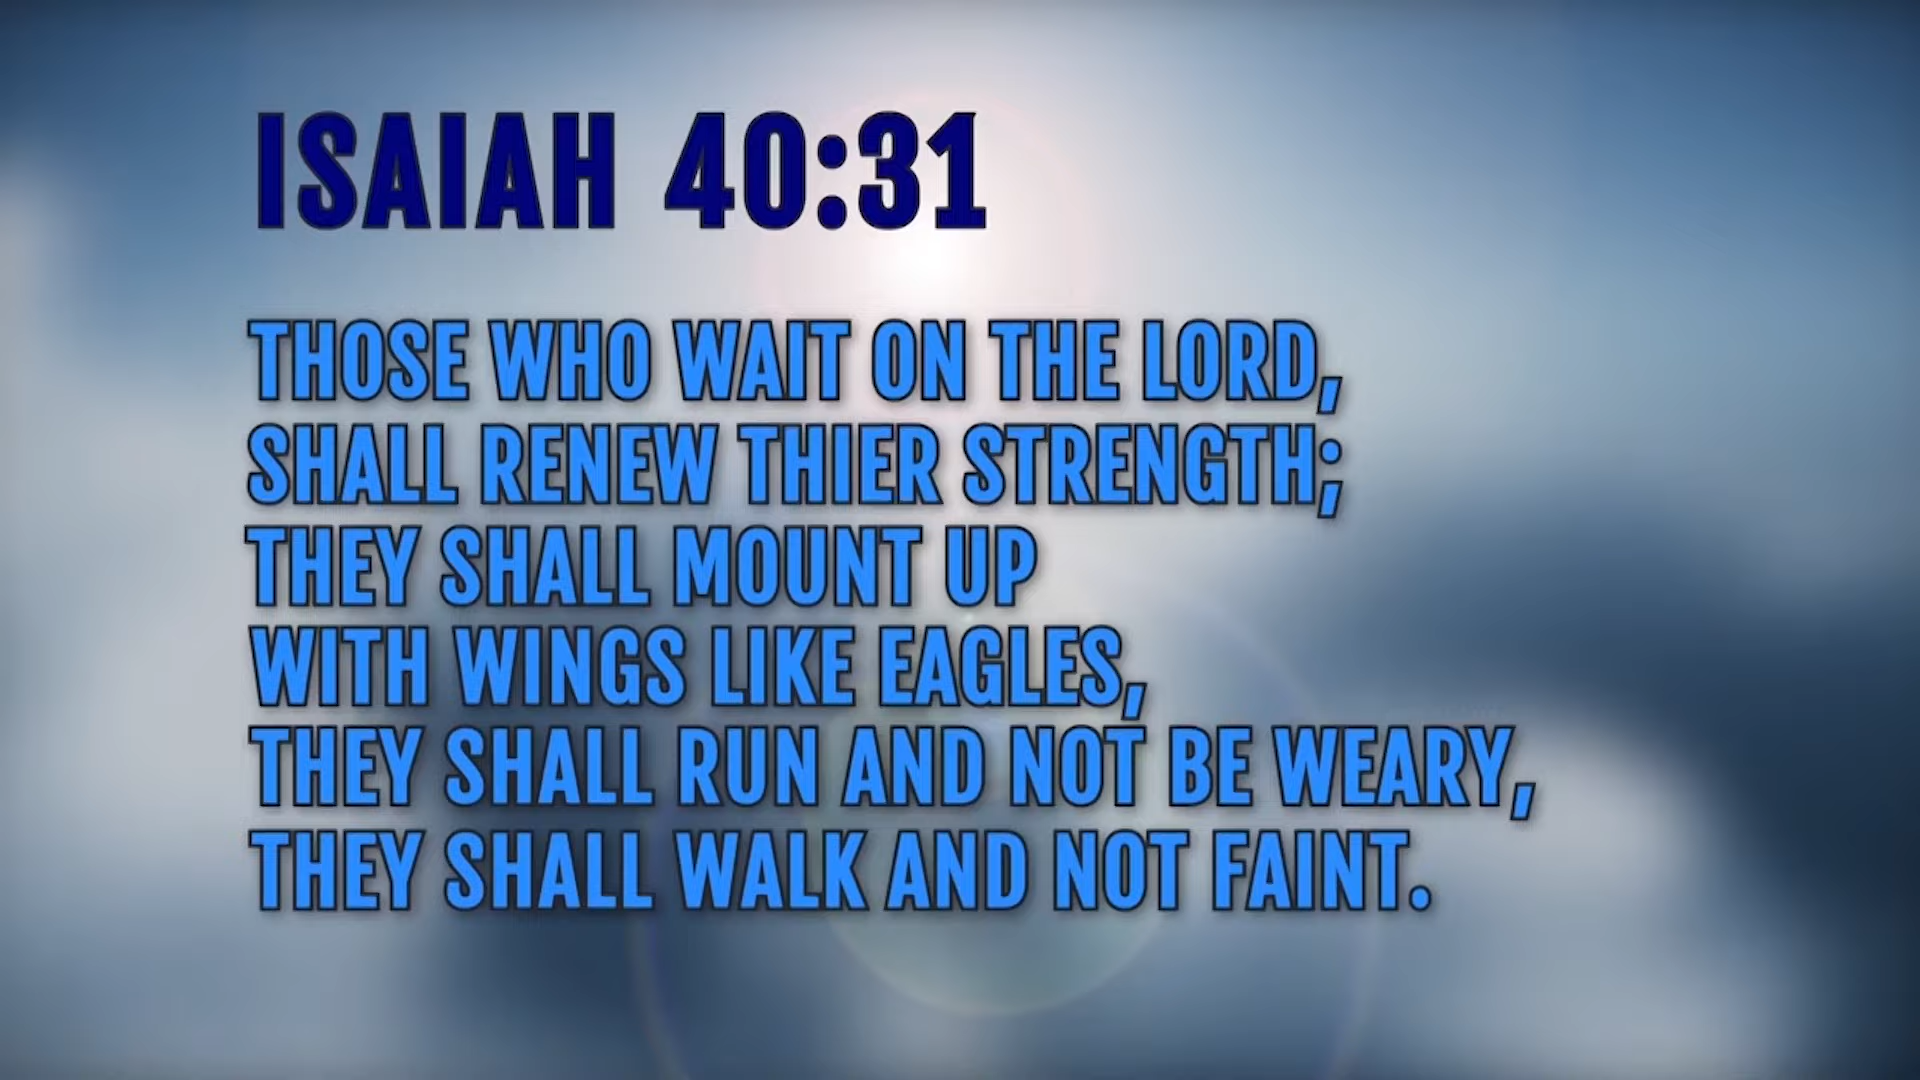 ISAIAH 40:31
THOSE WHO WAIT ON THE LORD,
SHALL RENEW THIER STRENGTH;
THEY SHALL MOUNT UP
WITH WINGS LIKE EAGLES,
THEY SHALL RUN AND NOT BE WEARY,
THEY SHALL WALK AND NOT FAINT.